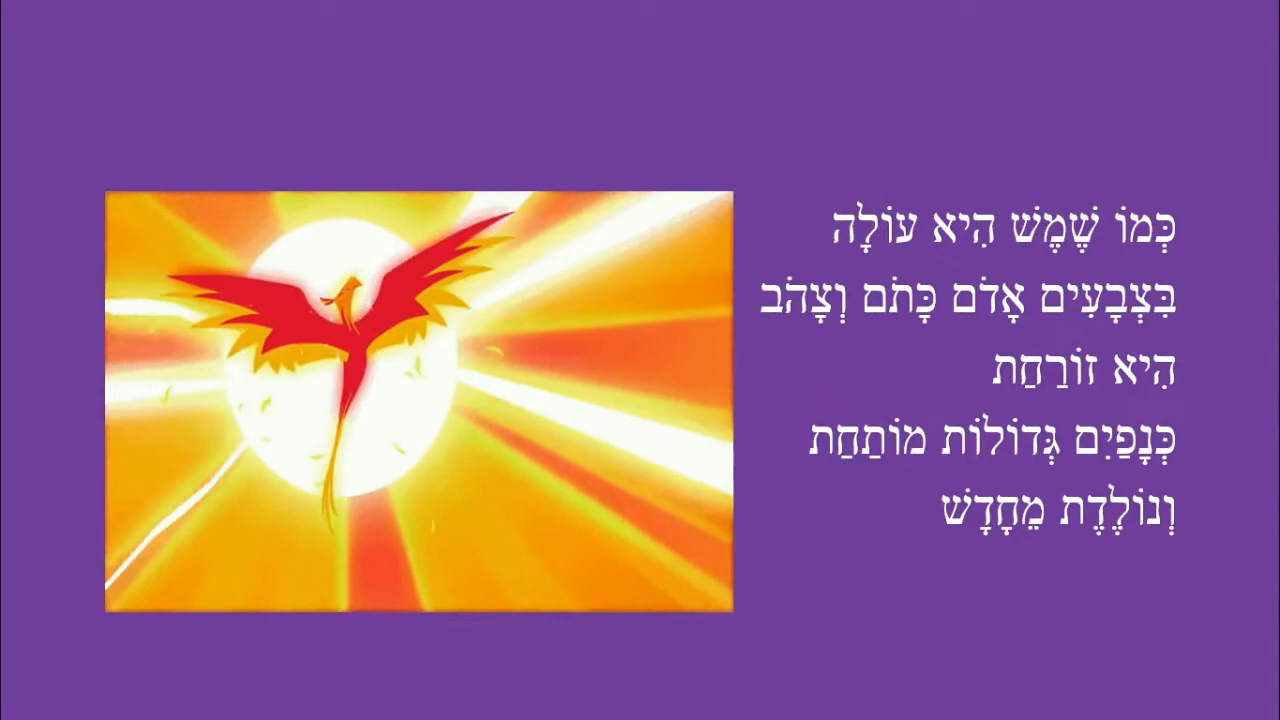 כְּמוֹ שֶׁמֶשׁ הִיא עוֹלָה
בִּצְבָעִים אָדֹם כָּתֹם וְצָהֹב
הִיא זוֹרַחַת
כְּנָפַיִם גְּדוֹלוֹת מוֹתַחַת
וְנוֹלֶדֶת מֵחָדָשׁ